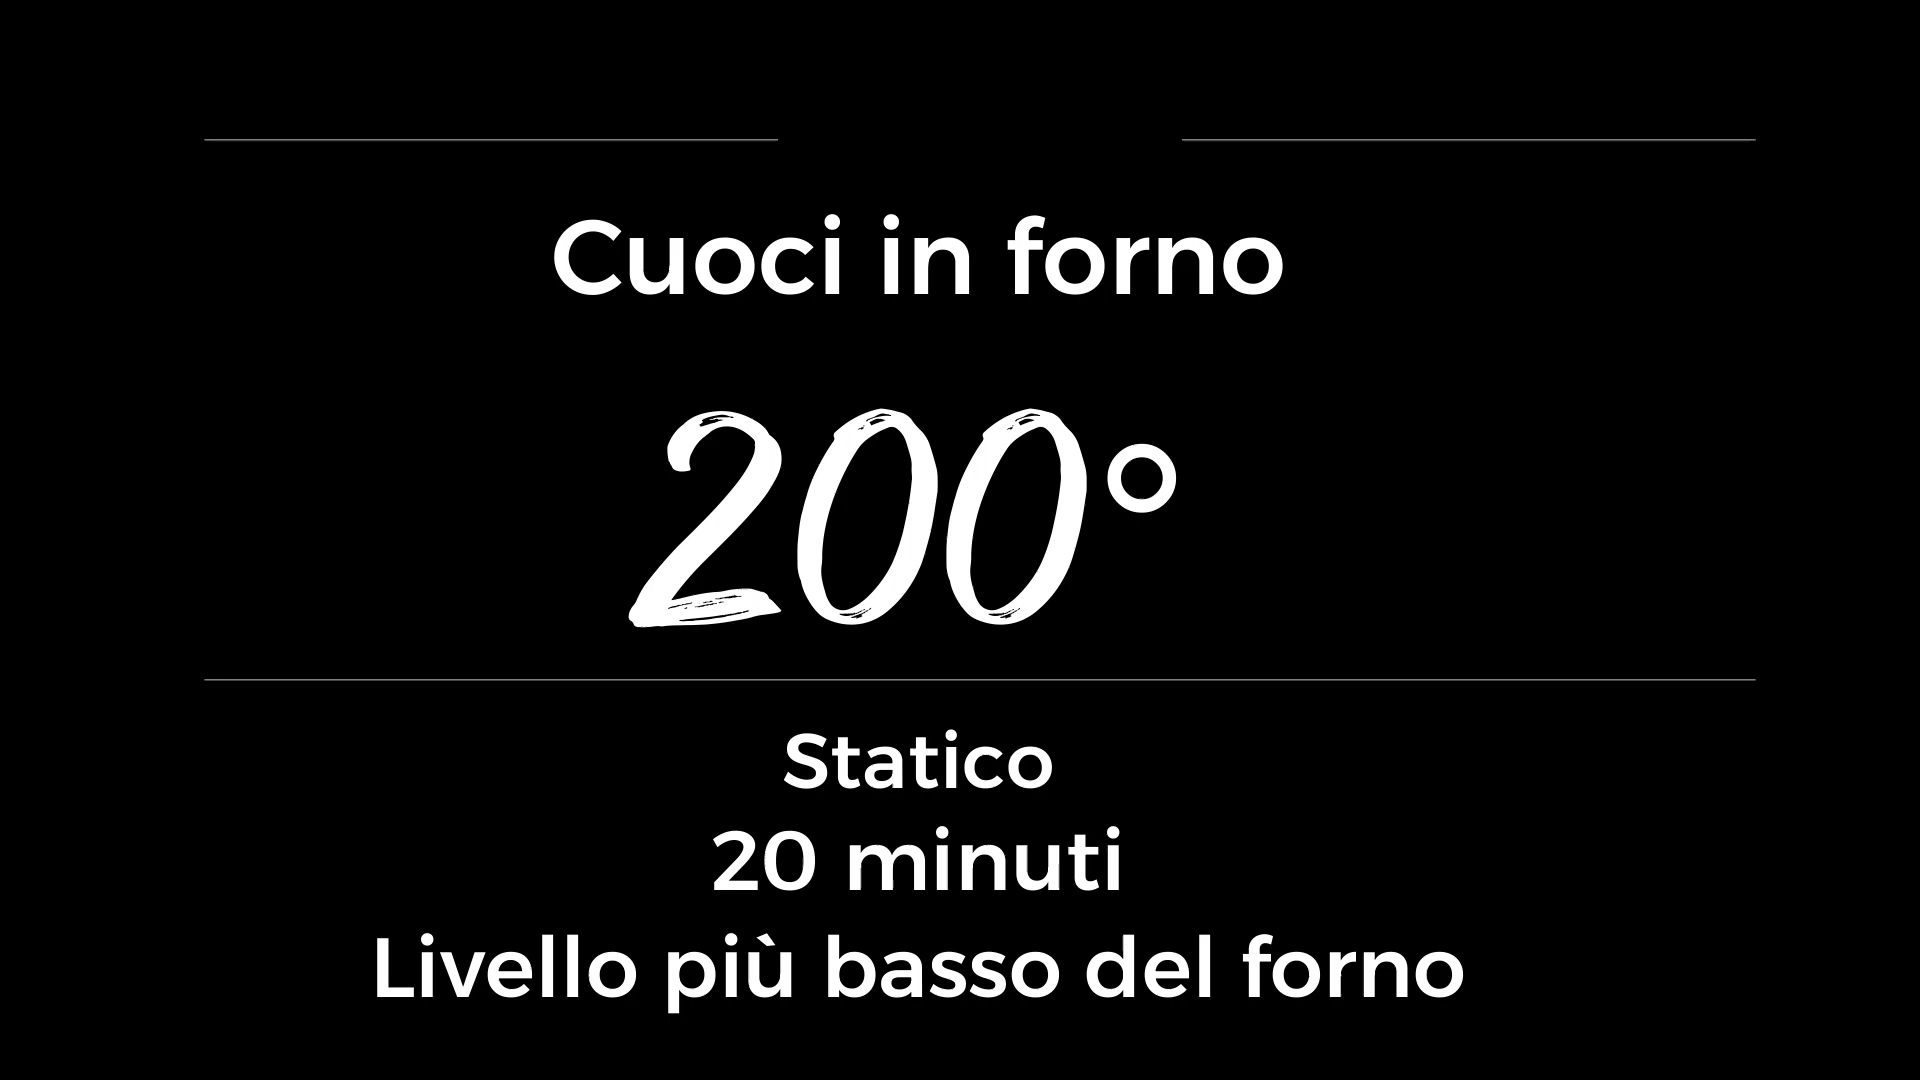 Cuoci in forno
200°
Statico
20 minuti
Livello più basso del forno